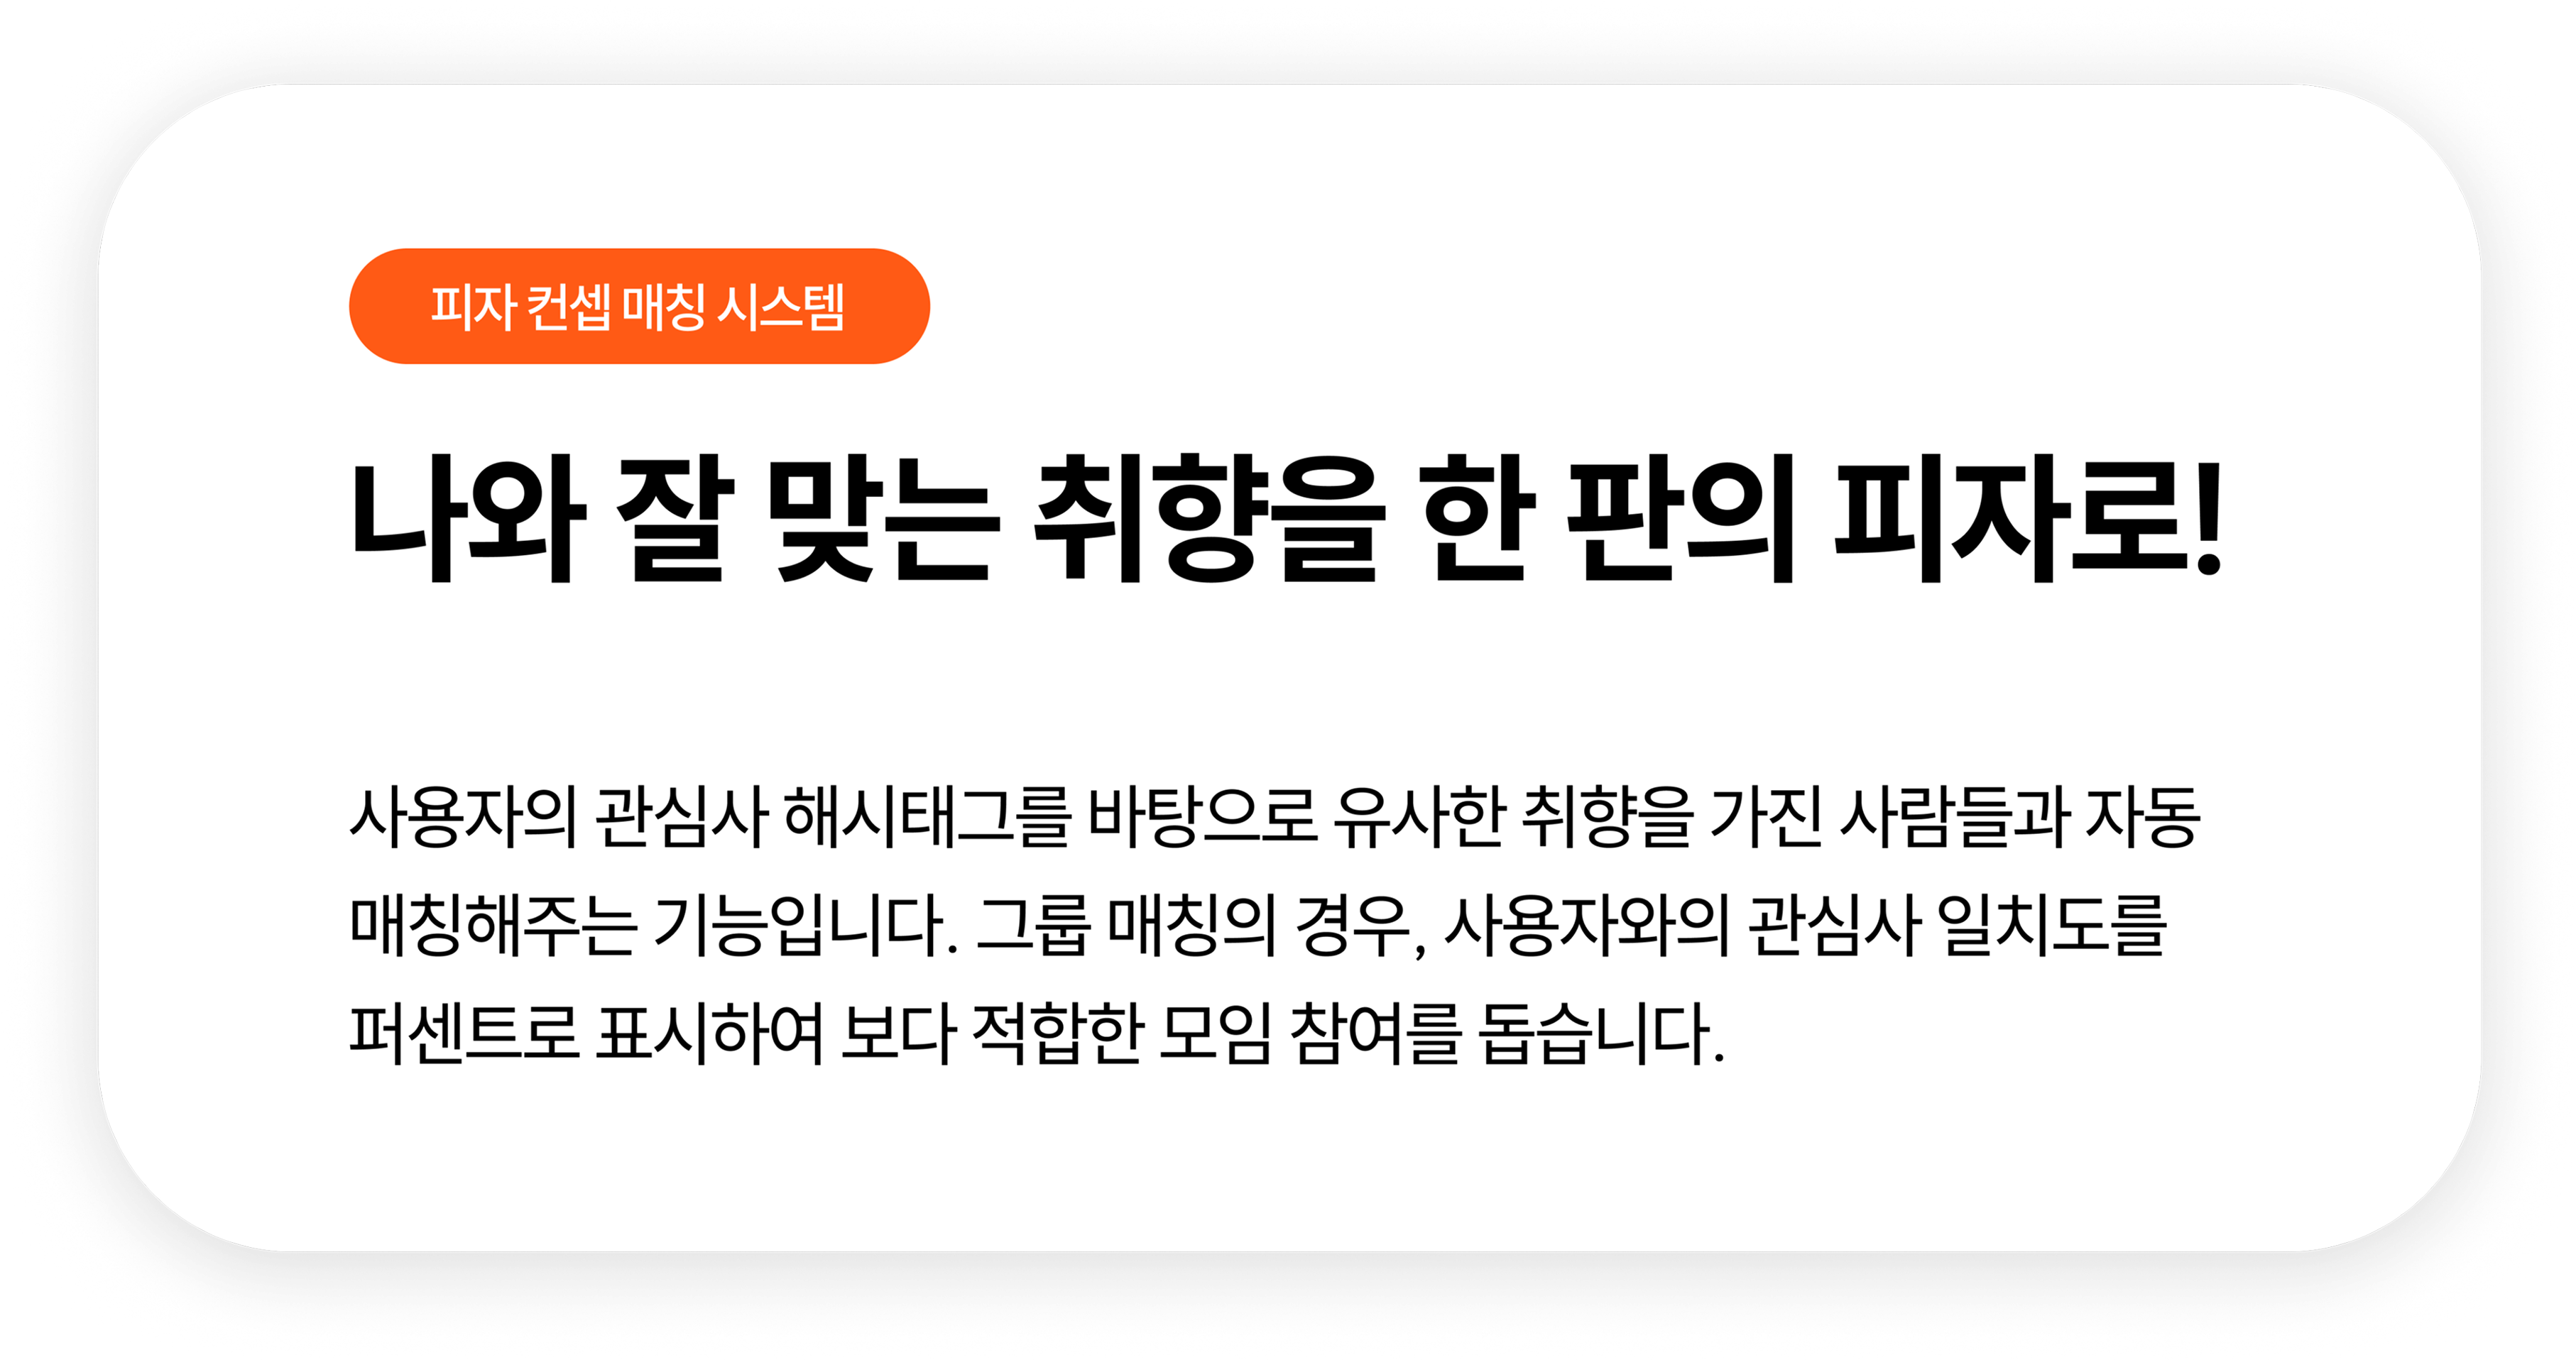 피자 컨셉 매칭 시스템
나와 잘 맞는 취향을 한 판의 피자로!
사용자의 관심사 해시태그를 바탕으로 유사한 취향을 가진 사람들과 자동
매칭해주는 기능입니다. 그룹 매칭의 경우, 사용자와의 관심사 일치도를
퍼센트로 표시하여 보다 적합한 모임 참여를 돕습니다.